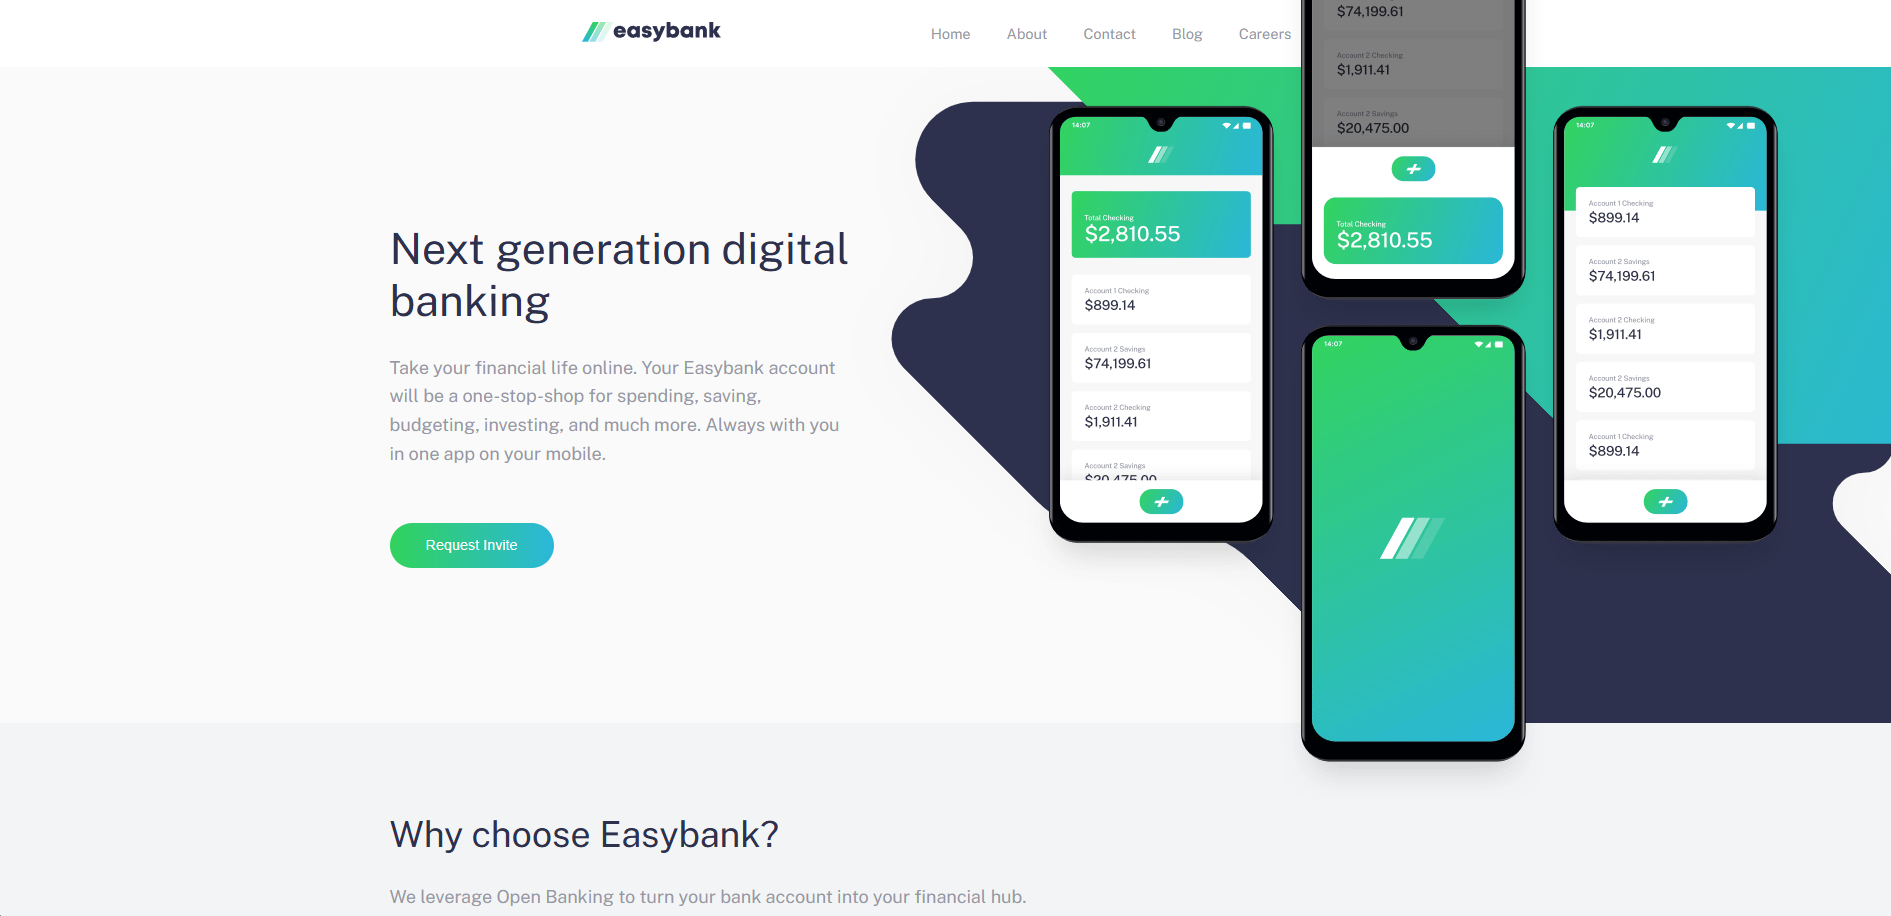 easybank
Home About Contact Blog Careers
Next generation digital
banking
Take your financial life online. Your Easybank account
will be a one-stop-shop for spending, saving,
budgeting, investing, and much more. Always with you
in one app on your mobile.
Request Invite
14:07
Total Checking
$2,810.55
Account 1 Checking
$899.14
Account 2 Savings
$74,199.61
Account 2 Checking
$1,911.41
Account 2 Savings
$20,475.00
$74,199.61
Account 2 Checking
$1,911.41
Account 2 Savings
$20,475.00
Total Checking
$2,810.55
14:07
14:07
Account 1 Checking
$899.14
Account 2 Savings
$74,199.61
Account 2 Checking
$1,911.41
Account 2 Savings
$20,475.00
Account 1 Checking
$899.14
Why choose Easybank?
We leverage Open Banking to turn your bank account into your financial hub.